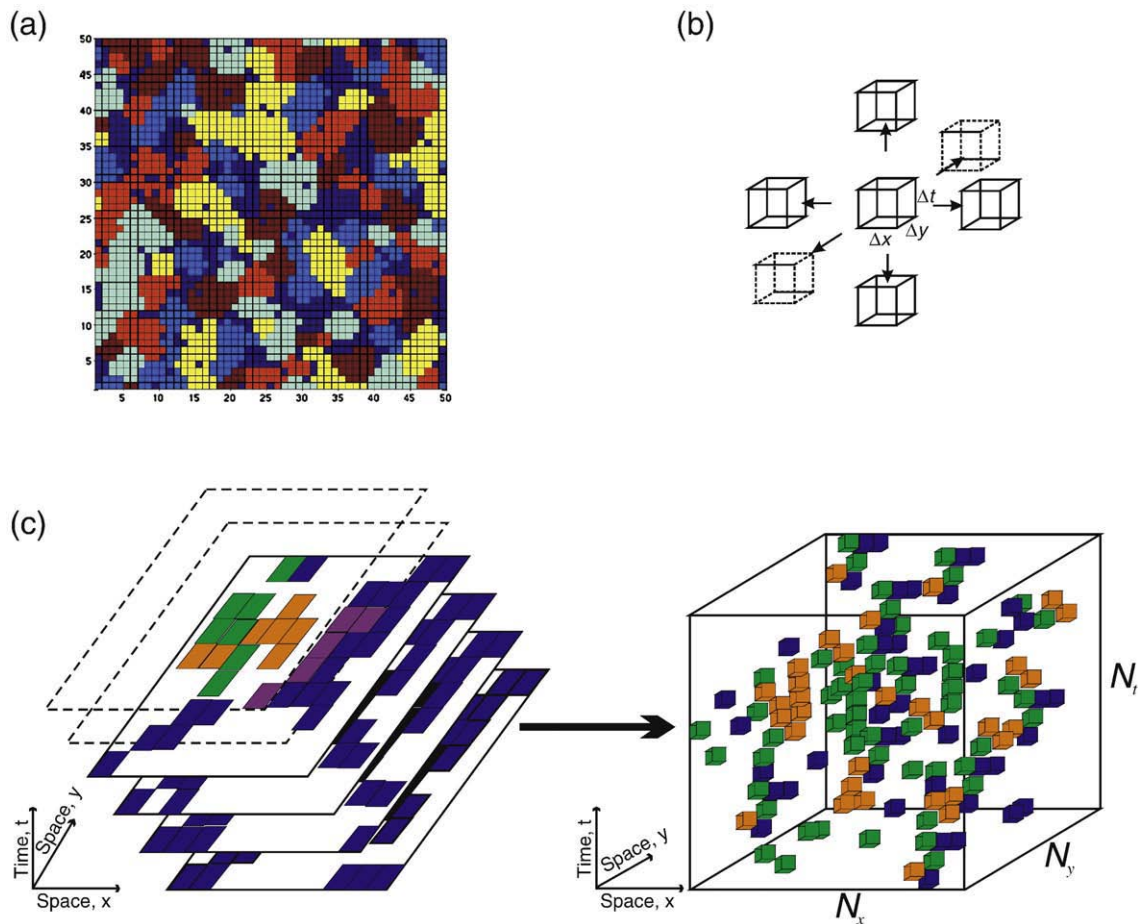 (a)
50
45
40
35
30
25
20
15
10
5
5 10 15 20 25 30 35 40 45 50
(b)
Δt
Δx Δy
(c)
Time, t
Space, y
Space, x
Time, t
Space, y
Space, x
N_x
N_y
N_t